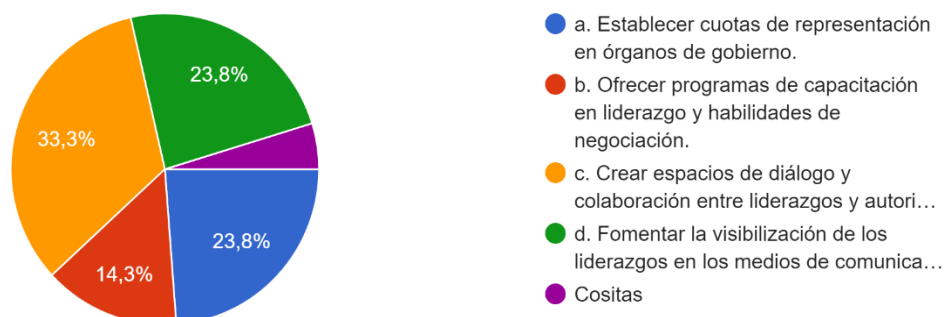 23,8%
33,3%
23,8%
14,3%
a. Establecer cuotas de representación
en órganos de gobierno.
b. Ofrecer programas de capacitación
en liderazgo y habilidades de
negociación.
c. Crear espacios de diálogo y
colaboración entre liderazgos y autori…
d. Fomentar la visibilización de los
liderazgos en los medios de comunica…
Cositas